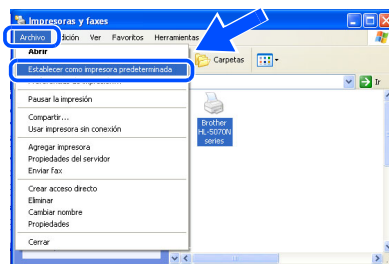 Impresoras y faxes
Archivo Edición Ver Favoritos Herramientas
Abrir
Establecer como impresora predeterminada
Pausar la impresión
Compartir...
Usar impresora sin conexión
Agregar impresora
Propiedades del servidor
Enviar fax
Crear acceso directo
Eliminar
Cambiar nombre
Propiedades
Cerrar
Carpetas
Ir
Brother
HL-5070N
series